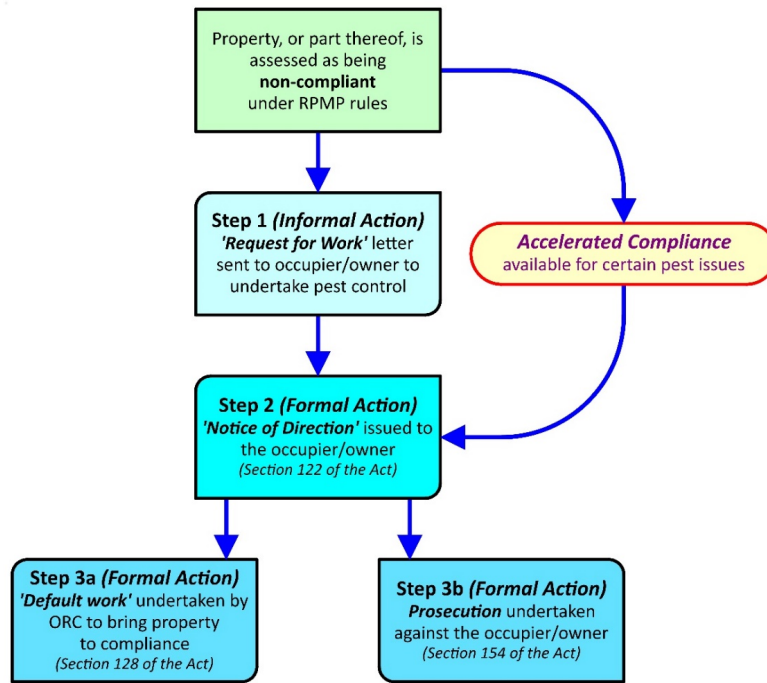 Property, or part thereof, is
assessed as being
non-compliant
under RPMP rules
Step 1 (Informal Action)
'Request for Work' letter
sent to occupier/owner to
undertake pest control
Accelerated Compliance
available for certain pest issues
Step 2 (Formal Action)
'Notice of Direction' issued to
the occupier/owner
(Section 122 of the Act)
Step 3a (Formal Action)
'Default work' undertaken by
ORC to bring property
to compliance
(Section 128 of the Act)
Step 3b (Formal Action)
Prosecution undertaken
against the occupier/owner
(Section 154 of the Act)